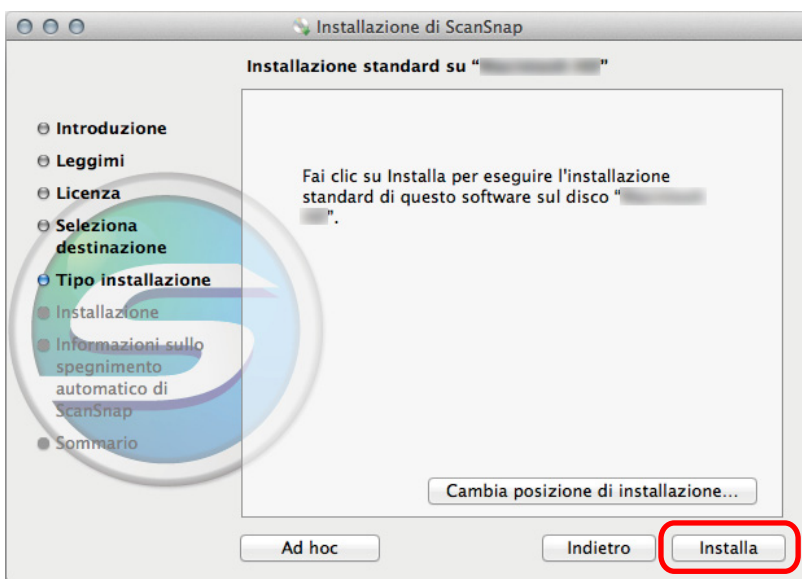 Installazione di ScanSnap
Installazione standard su “ ”
Introduzione
Leggimi
Licenza
Seleziona
destinazione
Tipo installazione
Installazione
Informazioni sullo
spegnimento
automatico di
ScanSnap
Sommario
Fai clic su Installa per eseguire l'installazione
standard di questo software sul disco “
”.
Cambia posizione di installazione...
Ad hoc
Indietro
Installa